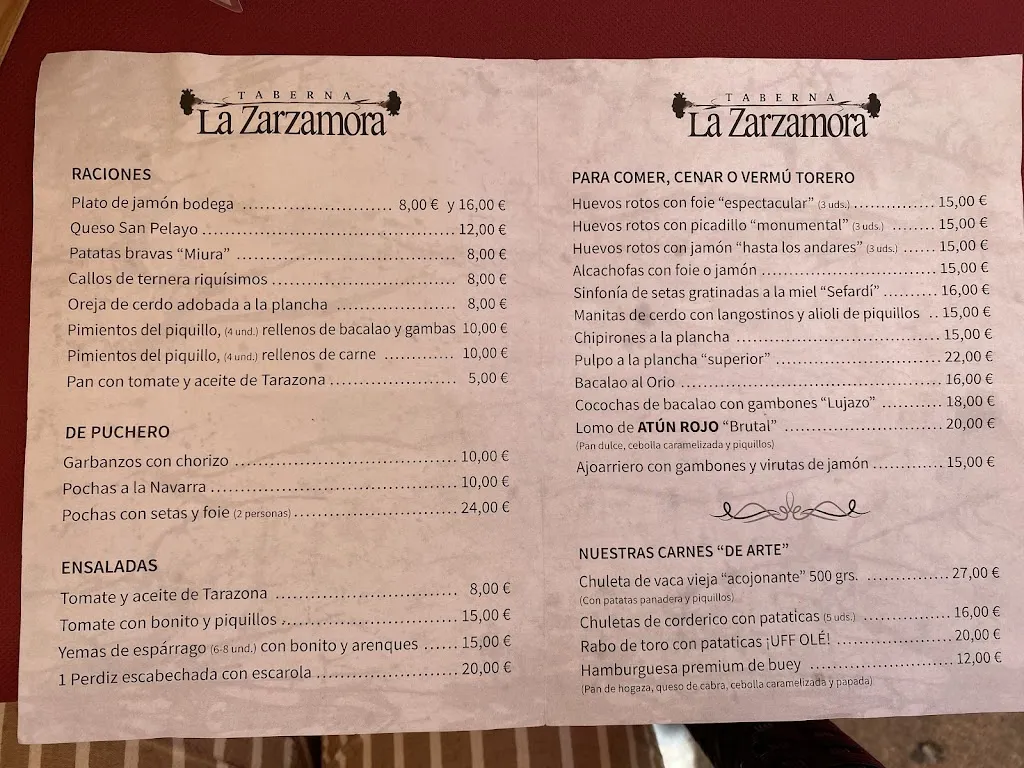 TABERNA
La Zarzamora
RACIONES
Plato de jamón bodega ........................ 8,00 € y 16,00 €
Queso San Pelayo ........................ 12,00 €
Patatas bravas “Miura” ........................ 8,00 €
Callos de ternera riquísimos ........................ 8,00 €
Oreja de cerdo adobada a la plancha ........................ 8,00 €
Pimientos del piquillo, (4 und.) rellenos de bacalao y gambas 10,00 €
Pimientos del piquillo, (4 und.) rellenos de carne ............ 10,00 €
Pan con tomate y aceite de Tarazona ........................ 5,00 €
DE PUCHERO
Garbanzos con chorizo ........................ 10,00 €
Pochas a la Navarra ........................ 10,00 €
Pochas con setas y foie (2 personas) ........................ 24,00 €
ENSALADAS
Tomate y aceite de Tarazona ........................ 8,00 €
Tomate con bonito y piquillos ........................ 15,00 €
Yemas de espárrago (6-8 und.) con bonito y arenques ...... 15,00 €
1 Perdiz escabechada con escarola ........................ 20,00 €
TABERNA
La Zarzamora
PARA COMER, CENAR O VERMÚ TORERO
Huevos rotos con foie “espectacular” (3 uds.) ................ 15,00 €
Huevos rotos con picadillo “monumental” (3 uds.) ........ 15,00 €
Huevos rotos con jamón “hasta los andares” (3 uds.) ...... 15,00 €
Alcachofas con foie o jamón ........................ 15,00 €
Sinfonía de setas gratinadas a la miel “Sefardí” .......... 16,00 €
Manitas de cerdo con langostinos y alioli de piquillos .. 15,00 €
Chipirones a la plancha ........................ 15,00 €
Pulpo a la plancha “superior” ........................ 22,00 €
Bacalao al Orio ........................ 16,00 €
Cocochas de bacalao con gambones “Lujazo” ........... 18,00 €
Lomo de ATÚN ROJO “Brutal” ........................ 20,00 €
(Pan dulce, cebolla caramelizada y piquillos)
Ajoarriero con gambones y virutas de jamón ............ 15,00 €
NUESTRAS CARNES “DE ARTE”
Chuleta de vaca vieja “acojonante” 500 grs. ............... 27,00 €
(Con patatas panadera y piquillos)
Chuletas de corderico con pataticas (5 uds.) ................ 16,00 €
Rabo de toro con pataticas ¡UFF OLÉ! ........................ 20,00 €
Hamburguesa premium de buey ........................ 12,00 €
(Pan de hogaza, queso de cabra, cebolla caramelizada y papada)